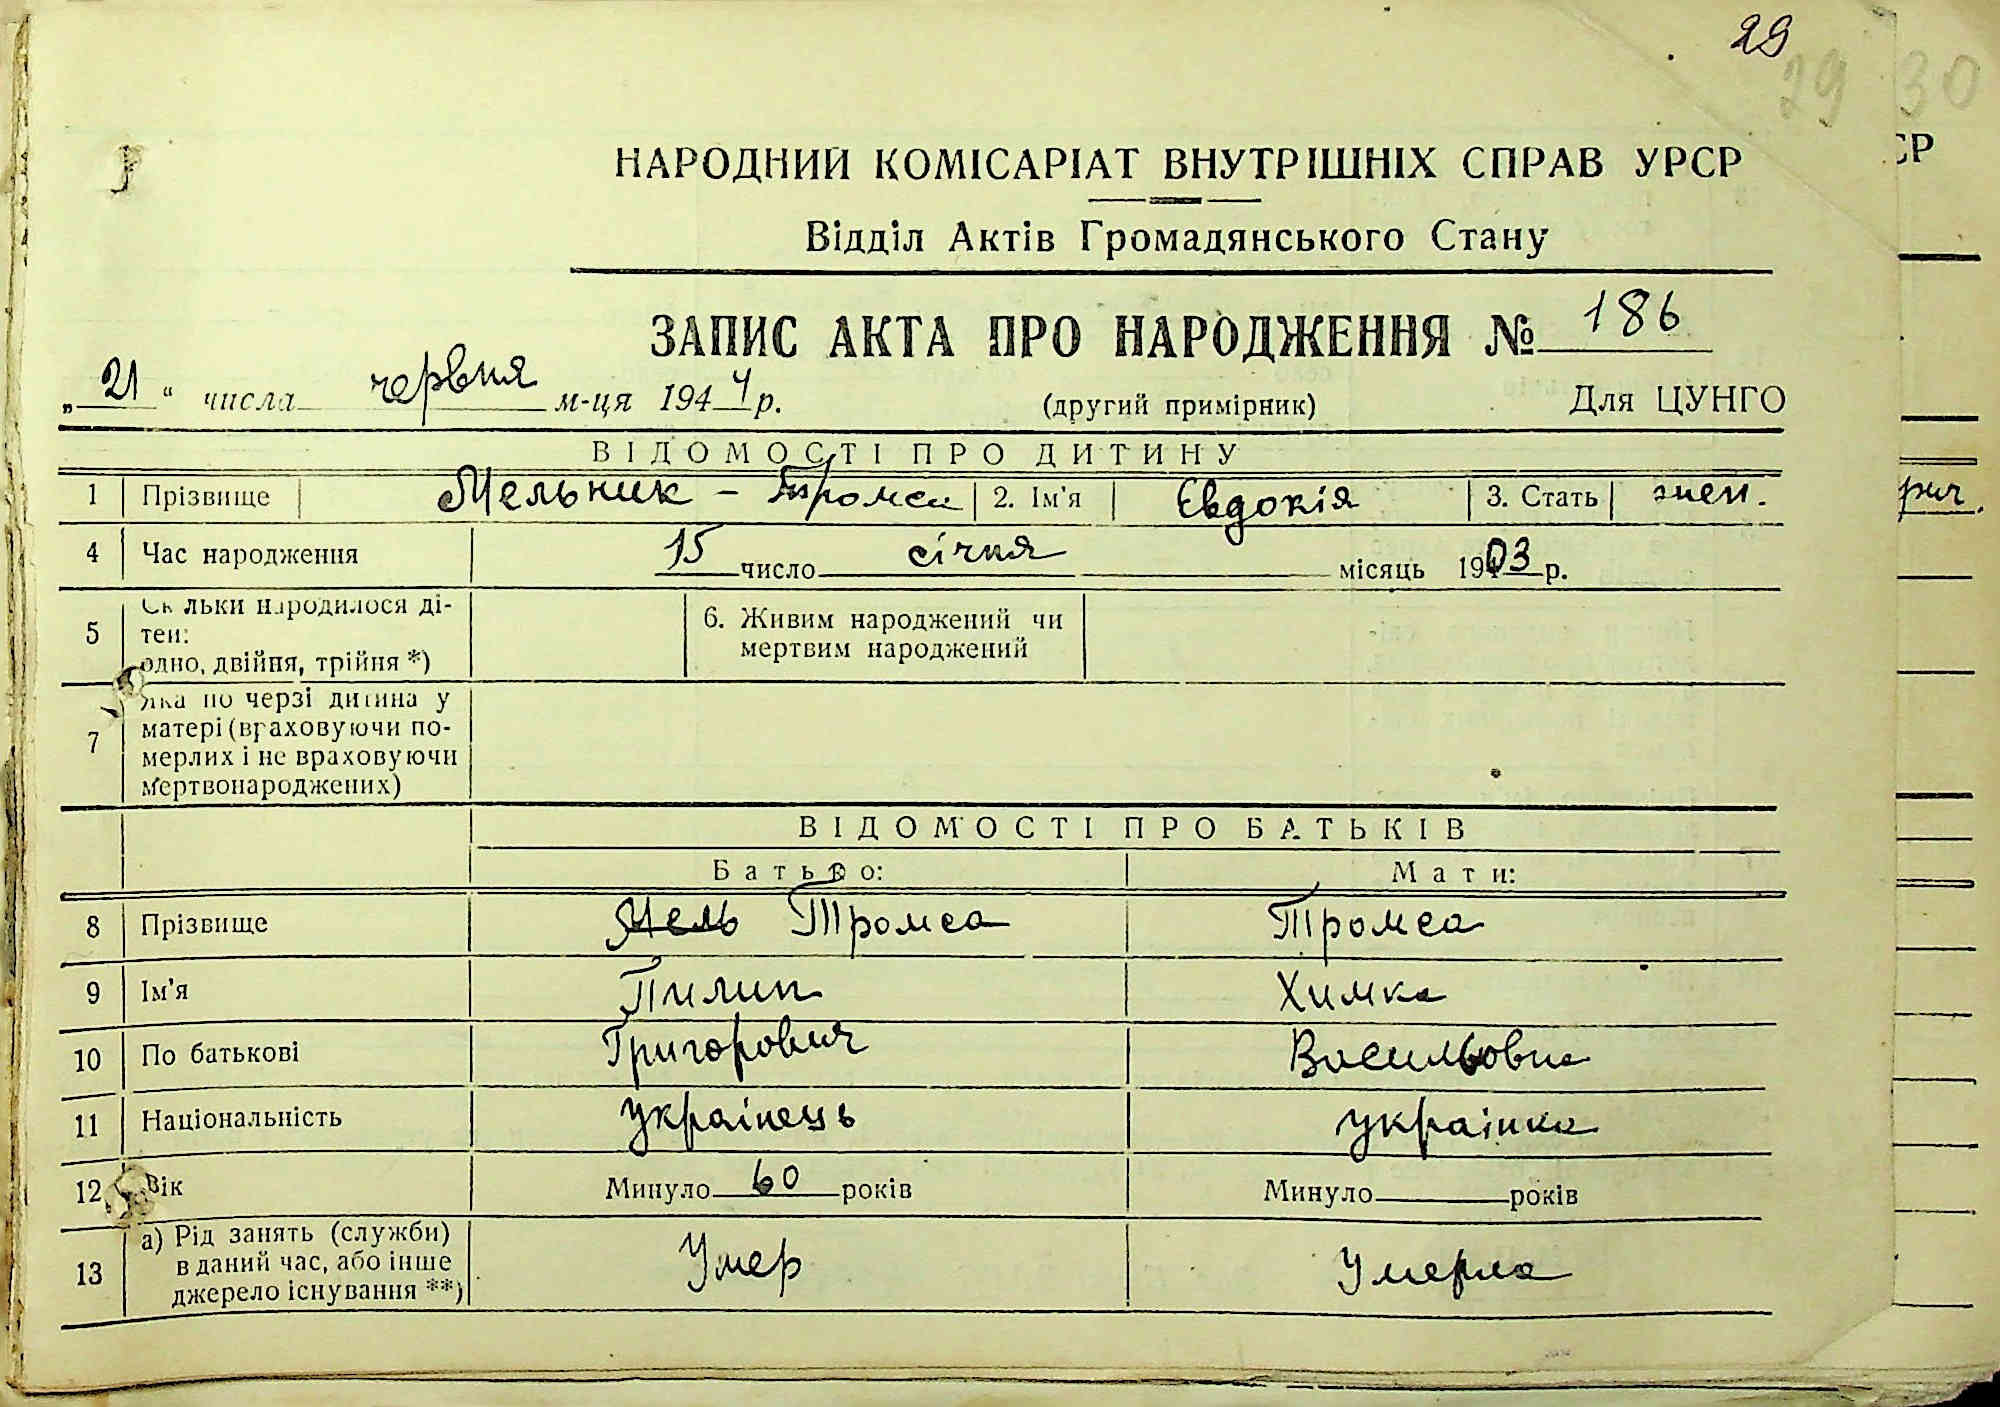 29
29 30
НАРОДНИЙ КОМІСАРІАТ ВНУТРІШНІХ СПРАВ УРСР
СР
Відділ Актів Громадянського Стану
ЗАПИС АКТА ПРО НАРОДЖЕННЯ № 186
„21“ числа червня м-ця 1944 р. (другий примірник) Для ЦУНГО
ВІДОМОСТІ ПРО ДИТИНУ
1 Прізвище Мельник - Тромса 2. Ім'я Євдокія 3. Стать жен.
4 Час народження 15 число січня місяць 1903 р.
5 Скільки народилося дітей: одно, двійня, трійня *) 6. Живим народжений чи мертвим народжений
7 Яка по черзі дитина у матері (враховуючи померлих і не враховуючи мертвонароджених)
ВІДОМОСТІ ПРО БАТЬКІВ
Батько: Мати:
8 Прізвище Мель Тромса Тромса
9 Ім'я Пилип Химка
10 По батькові Григорович Васильовна
11 Національність українець українка
12 Вік Минуло 60 років Минуло років
13 а) Рід занять (служби) в даний час, або інше джерело існування **) Умер Умерла